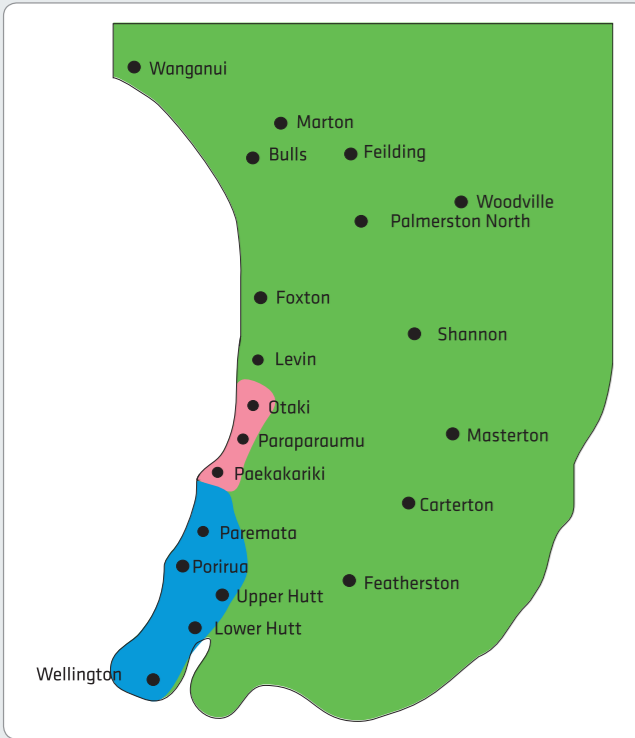 Wanganui
Marton
Bulls
Feilding
Woodville
Palmerston North
Foxton
Shannon
Levin
Otaki
Paraparaumu
Masterton
Paekakariki
Carterton
Paremata
Porirua
Featherston
Upper Hutt
Lower Hutt
Wellington